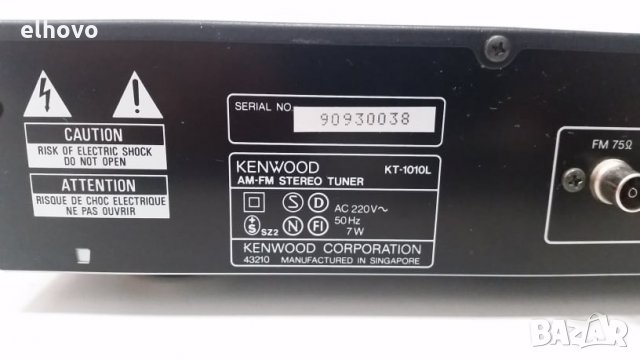 elhovo
SERIAL NO.
90930038
CAUTION
RISK OF ELECTRIC SHOCK
DO NOT OPEN
ATTENTION
RISQUE DE CHOC ELECTRIQUE
NE PAS OUVRIR
KENWOOD KT-1010L
AM-FM STEREO TUNER
S D
AC 220V~
50Hz
7W
S SZ2 N FI
KENWOOD CORPORATION
43210 MANUFACTURED IN SINGAPORE
FM 75Ω
BAZAR